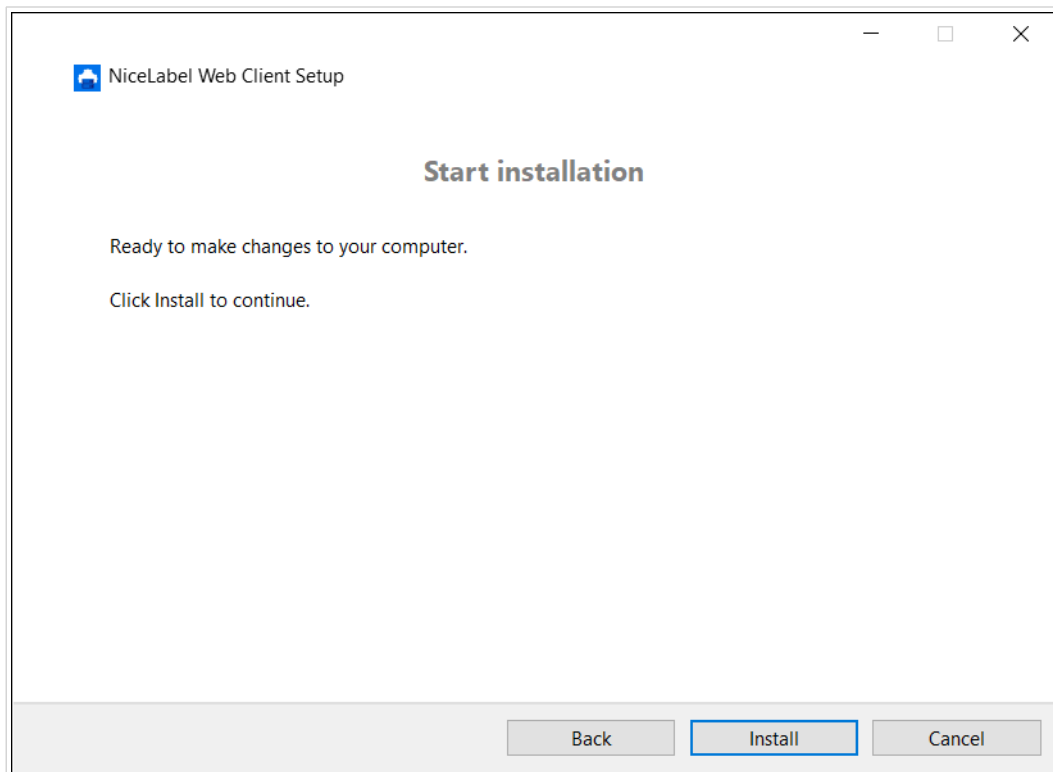 NiceLabel Web Client Setup
Start installation
Ready to make changes to your computer.
Click Install to continue.
Back
Install
Cancel